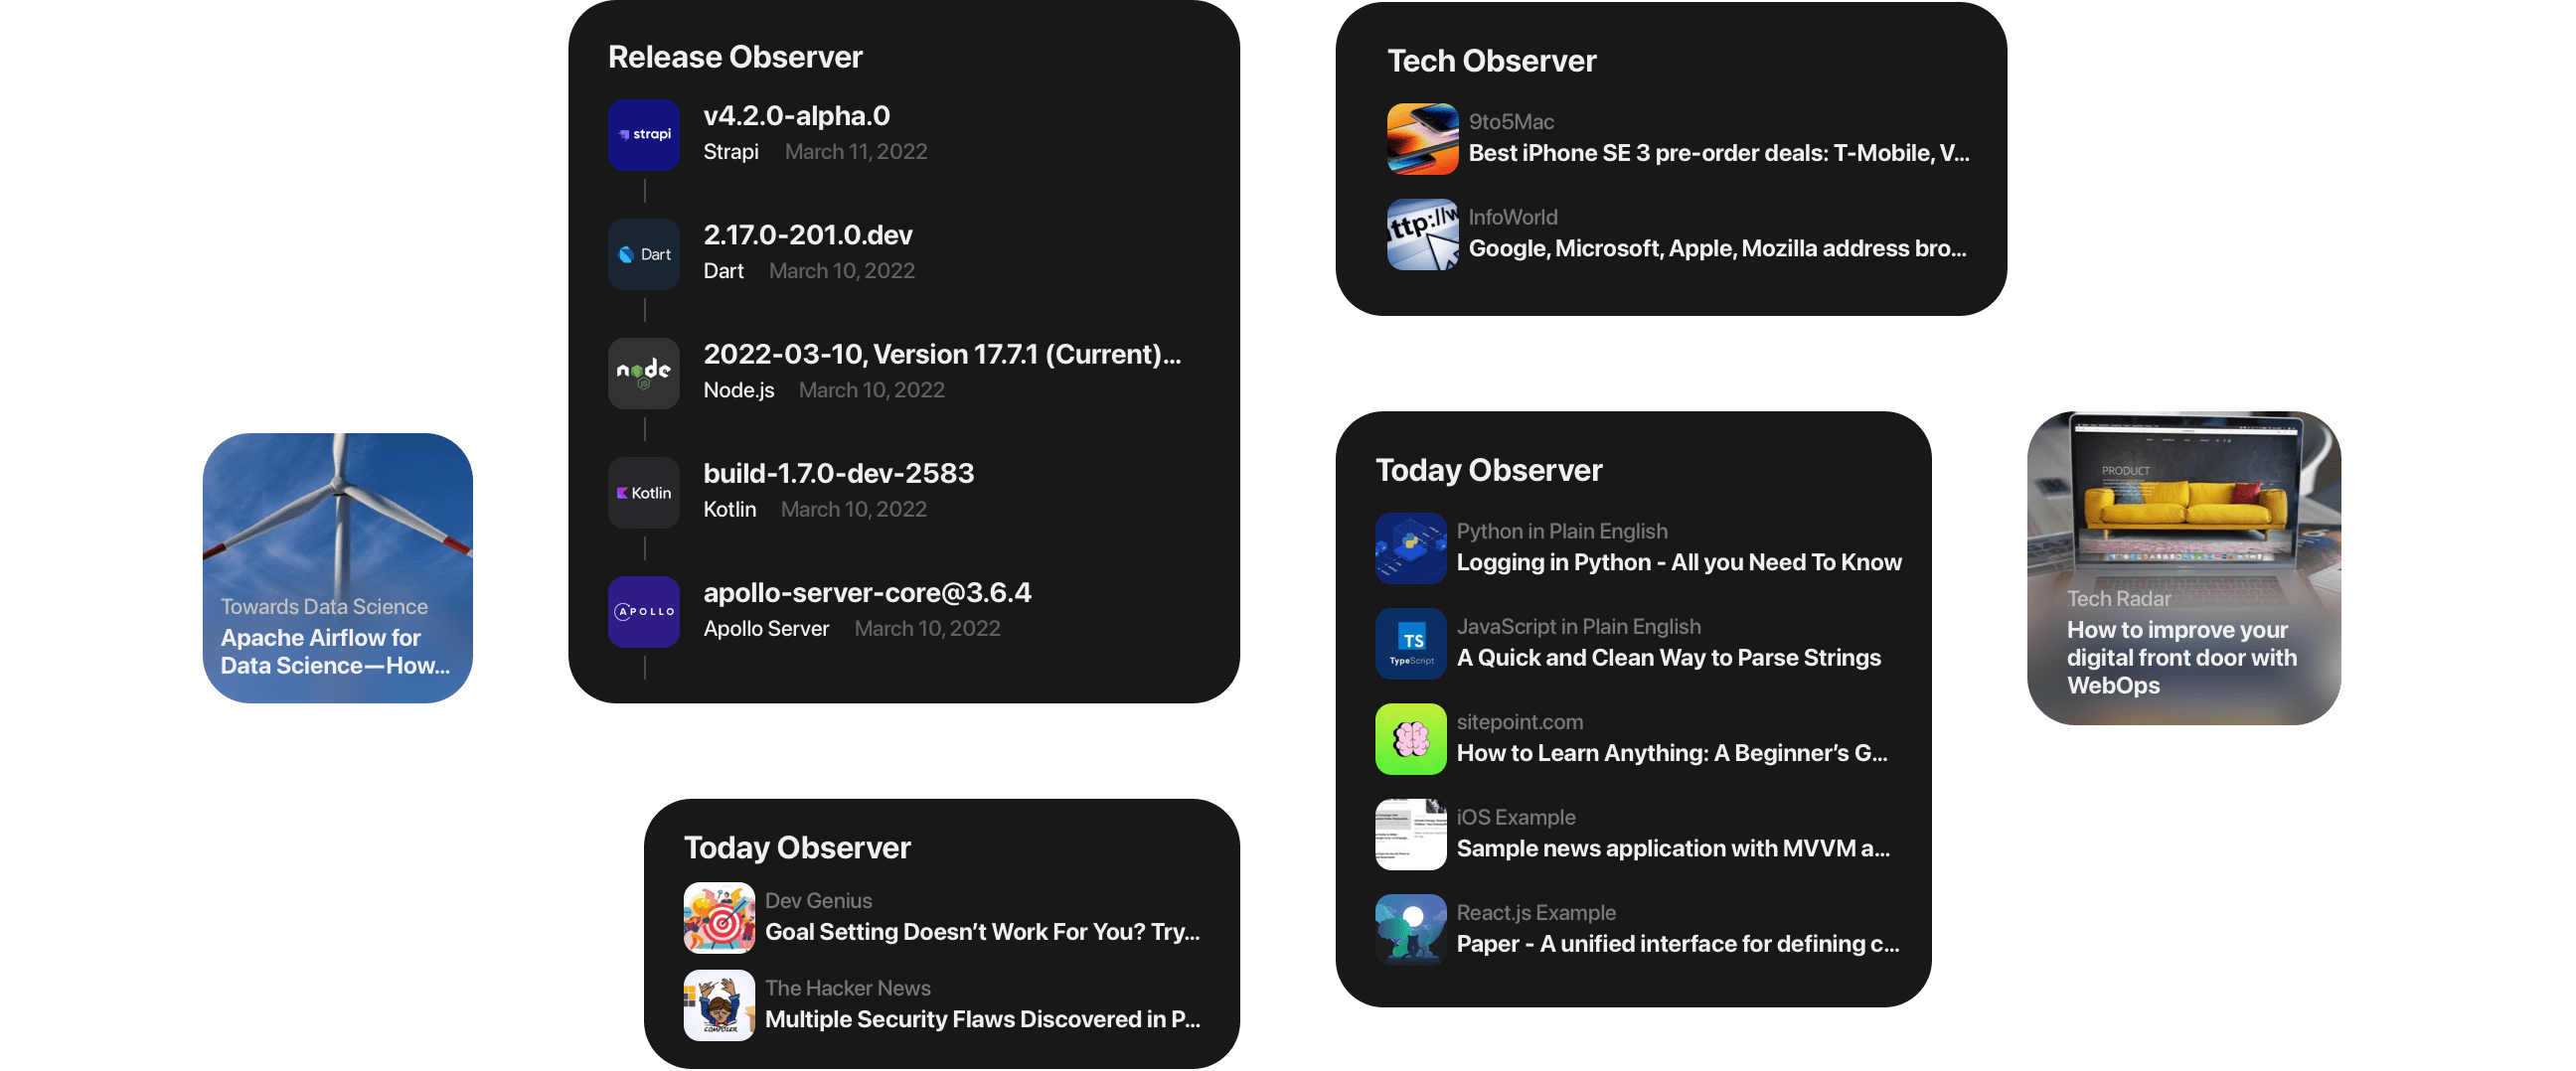 Release Observer
strapi
v4.2.0-alpha.0
Strapi March 11, 2022
Dart
2.17.0-201.0.dev
Dart March 10, 2022
node
JS
2022-03-10, Version 17.7.1 (Current)...
Node.js March 10, 2022
Kotlin
build-1.7.0-dev-2583
Kotlin March 10, 2022
APOLLO
apollo-server-core@3.6.4
Apollo Server March 10, 2022
Tech Observer
9to5Mac
Best iPhone SE 3 pre-order deals: T-Mobile, V...
ttp://w
InfoWorld
Google, Microsoft, Apple, Mozilla address bro...
Towards Data Science
Apache Airflow for
Data Science—How...
Today Observer
Python in Plain English
Logging in Python - All you Need To Know
TS
TypeScript
JavaScript in Plain English
A Quick and Clean Way to Parse Strings
sitepoint.com
How to Learn Anything: A Beginner’s G...
iOS Example
Sample news application with MVVM a...
React.js Example
Paper - A unified interface for defining c...
PRODUCT
Tech Radar
How to improve your
digital front door with
WebOps
Today Observer
Dev Genius
Goal Setting Doesn’t Work For You? Try...
COMPOSER
The Hacker News
Multiple Security Flaws Discovered in P...